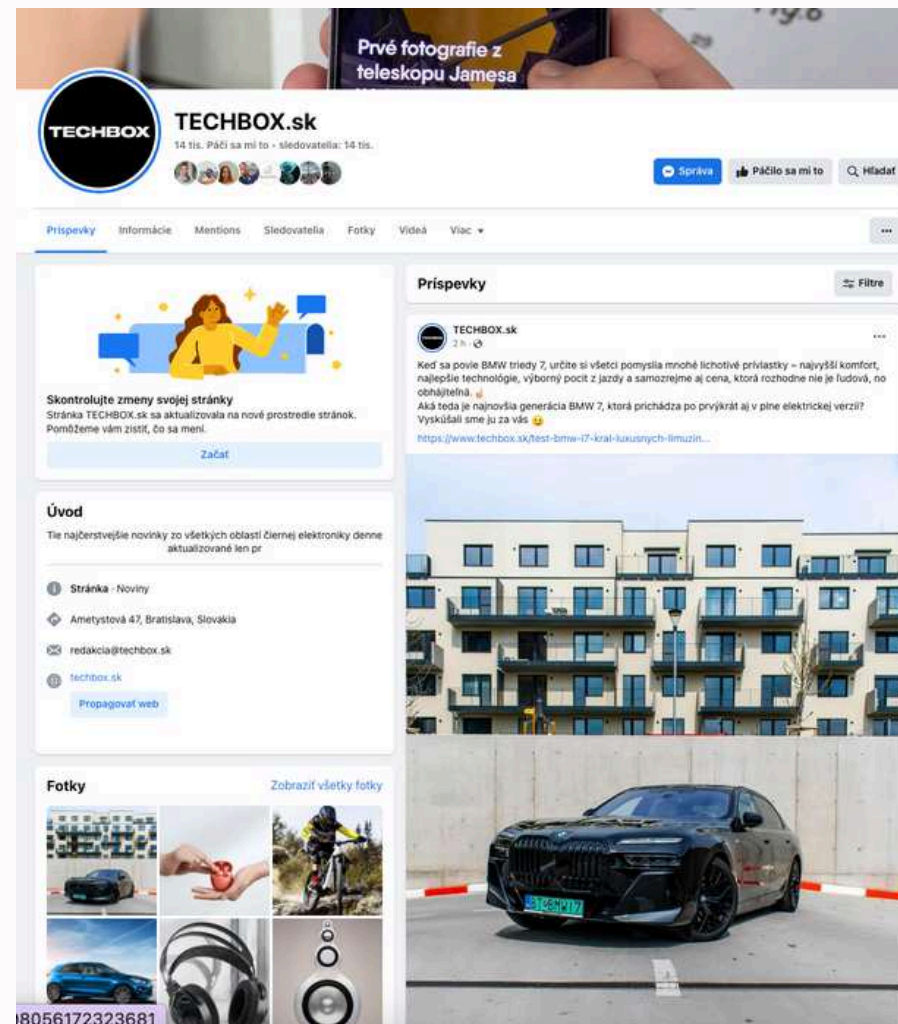 Prvé fotografie z
teleskopu Jamesa
TECHBOX
TECHBOX.sk
14 tis. Páči sa mi to • sledovatelia: 14 tis.
Správa
Páčilo sa mi to
Hľadať
Príspevky
Informácie
Mentions
Sledovatelia
Fotky
Videá
Viac
Skontrolujte zmeny svojej stránky
Stránka TECHBOX.sk sa aktualizovala na nové prostredie stránok.
Pomôžeme vám zistiť, čo sa mení.
Začať
Úvod
Tie najčerstvejšie novinky zo všetkých oblastí čiernej elektroniky denne
aktualizované len pr
Stránka · Noviny
Ametystová 47, Bratislava, Slovakia
redakcia@techbox.sk
techbox.sk
Propagovať web
Fotky
Zobraziť všetky fotky
08056172323681
Príspevky
Filtre
TECHBOX.sk
2 h ·
Keď sa povie BMW triedy 7, určite si všetci pomyslia mnohé lichotivé prívlastky – najvyšší komfort,
najlepšie technológie, výborný pocit z jazdy a samozrejme aj cena, ktorá rozhodne nie je ľudová, no
obhájiteľná. ☝
Aká teda je najnovšia generácia BMW 7, ktorá prichádza po prvýkrát aj v plne elektrickej verzii?
Vyskúšali sme ju za vás 😉
https://www.techbox.sk/test-bmw-i7-kral-luxusnych-limuzin...